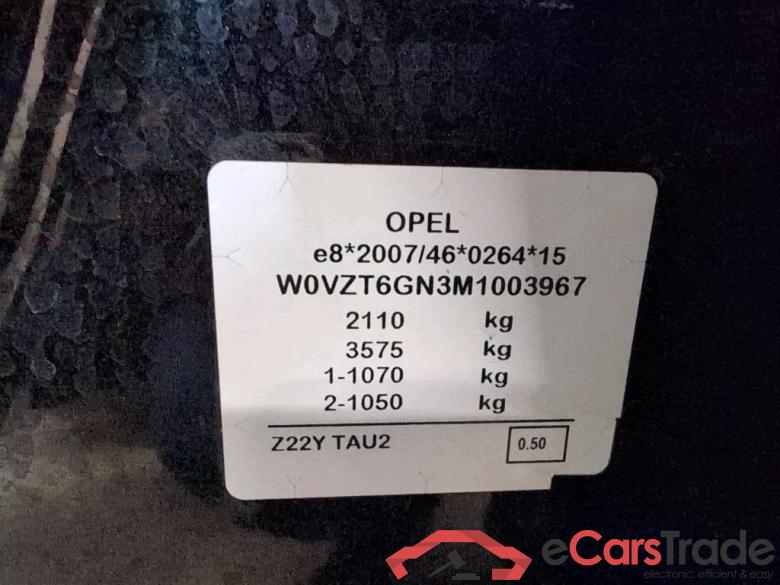 OPEL
e8*2007/46*0264*15
W0VZT6GN3M1003967
2110 kg
3575 kg
1-1070 kg
2-1050 kg
Z22Y TAU2 0.50
eCarsTrade
electronic, efficient & easy